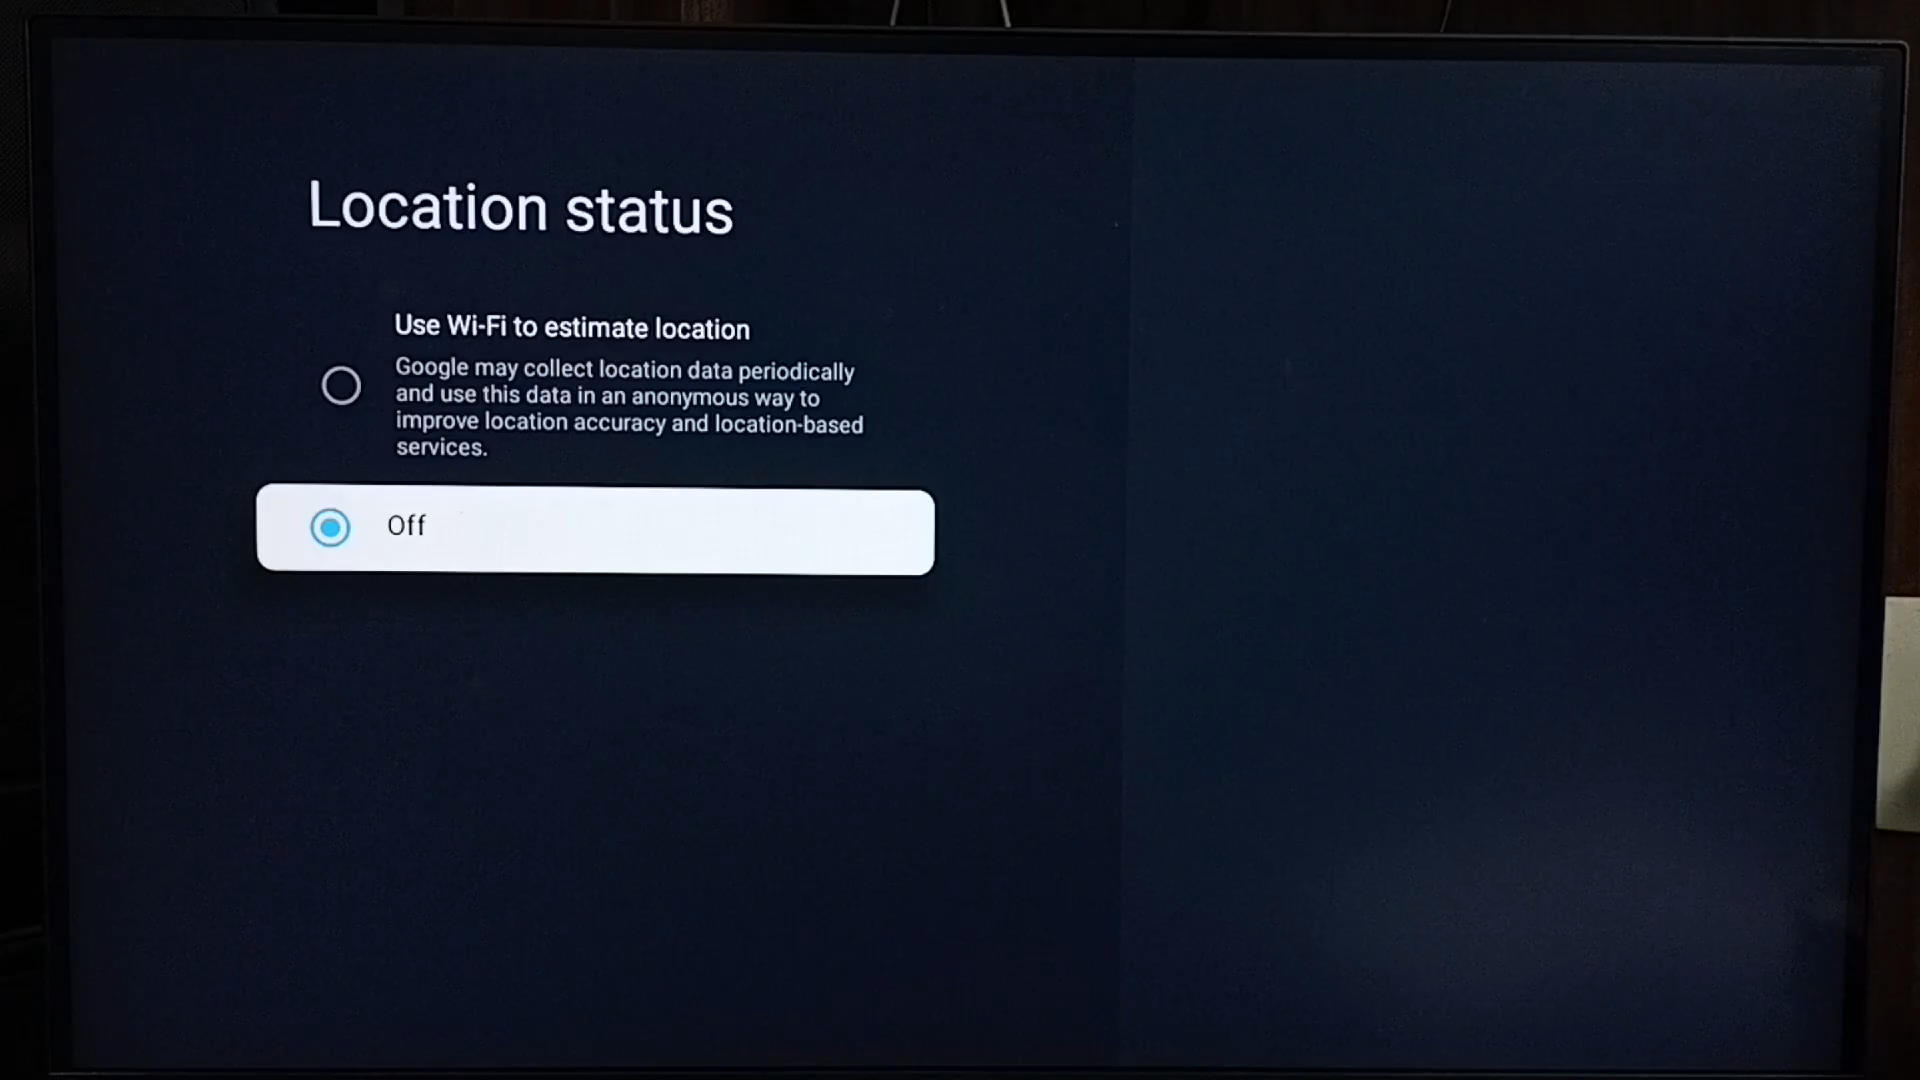 Location status
Use Wi-Fi to estimate location
Google may collect location data periodically
and use this data in an anonymous way to
improve location accuracy and location-based
services.
Off